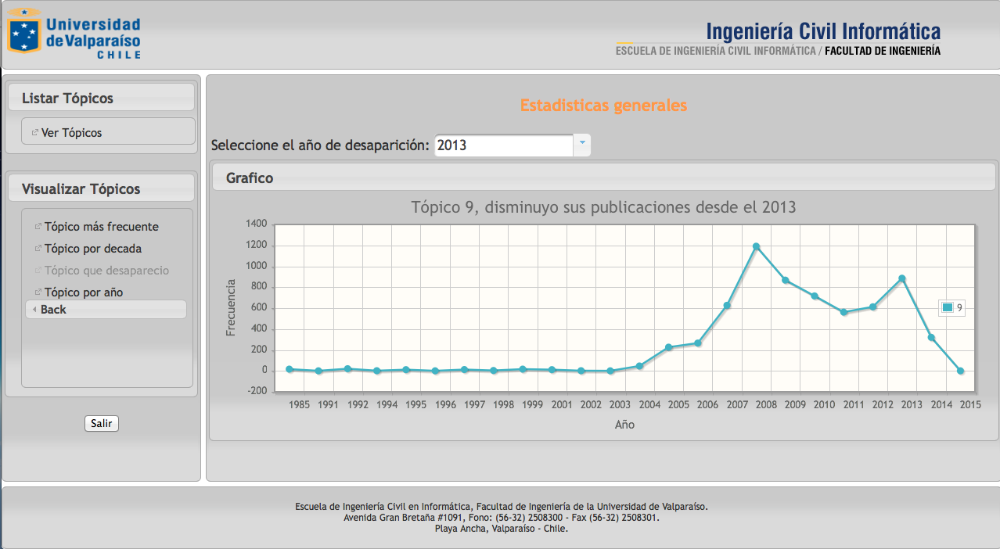 Universidad
de Valparaíso
CHILE
Ingeniería Civil Informática
ESCUELA DE INGENIERÍA CIVIL INFORMÁTICA / FACULTAD DE INGENIERÍA
Listar Tópicos
Ver Tópicos
Visualizar Tópicos
Tópico más frecuente
Tópico por decada
Tópico que desaparecio
Tópico por año
Back
Salir
Estadisticas generales
Seleccione el año de desaparición: 2013
Grafico
Tópico 9, disminuyo sus publicaciones desde el 2013
Frecuencia
1400
1200
1000
800
600
400
200
0
-200
9
1985 1991 1992 1994 1995 1996 1997 1998 1999 2001 2002 2003 2004 2005 2006 2007 2008 2009 2010 2011 2012 2013 2014 2015
Año
Escuela de Ingeniería Civil en Informática, Facultad de Ingeniería de la Universidad de Valparaíso.
Avenida Gran Bretaña #1091, Fono: (56-32) 2508300 - Fax (56-32) 2508301.
Playa Ancha, Valparaíso - Chile.